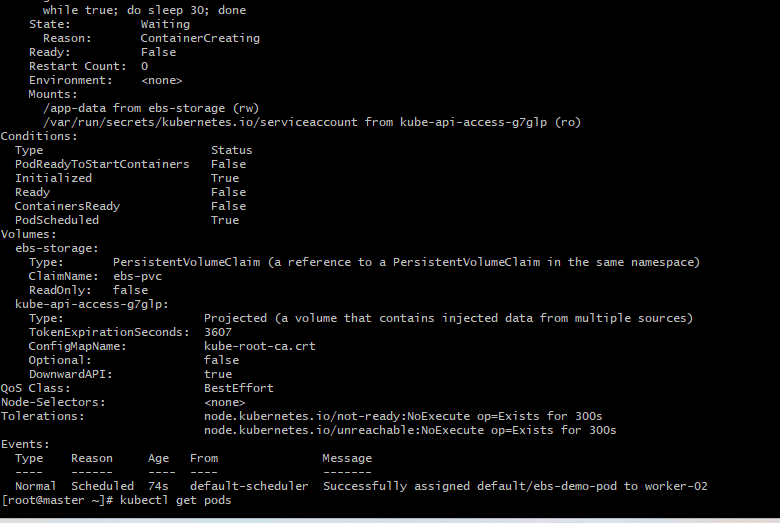 while true; do sleep 30; done
State: Waiting
Reason: ContainerCreating
Ready: False
Restart Count: 0
Environment: <none>
Mounts:
/app-data from ebs-storage (rw)
/var/run/secrets/kubernetes.io/serviceaccount from kube-api-access-g7glp (ro)
Conditions:
Type Status
PodReadyToStartContainers False
Initialized True
Ready False
ContainersReady False
PodScheduled True
Volumes:
ebs-storage:
Type: PersistentVolumeClaim (a reference to a PersistentVolumeClaim in the same namespace)
ClaimName: ebs-pvc
ReadOnly: false
kube-api-access-g7glp:
Type: Projected (a volume that contains injected data from multiple sources)
TokenExpirationSeconds: 3607
ConfigMapName: kube-root-ca.crt
Optional: false
DownwardAPI: true
QoS Class: BestEffort
Node-Selectors: <none>
Tolerations: node.kubernetes.io/not-ready:NoExecute op=Exists for 300s
node.kubernetes.io/unreachable:NoExecute op=Exists for 300s
Events:
Type Reason Age From Message
---- ------ ---- ---- -------
Normal Scheduled 74s default-scheduler Successfully assigned default/ebs-demo-pod to worker-02
[root@master ~]# kubectl get pods